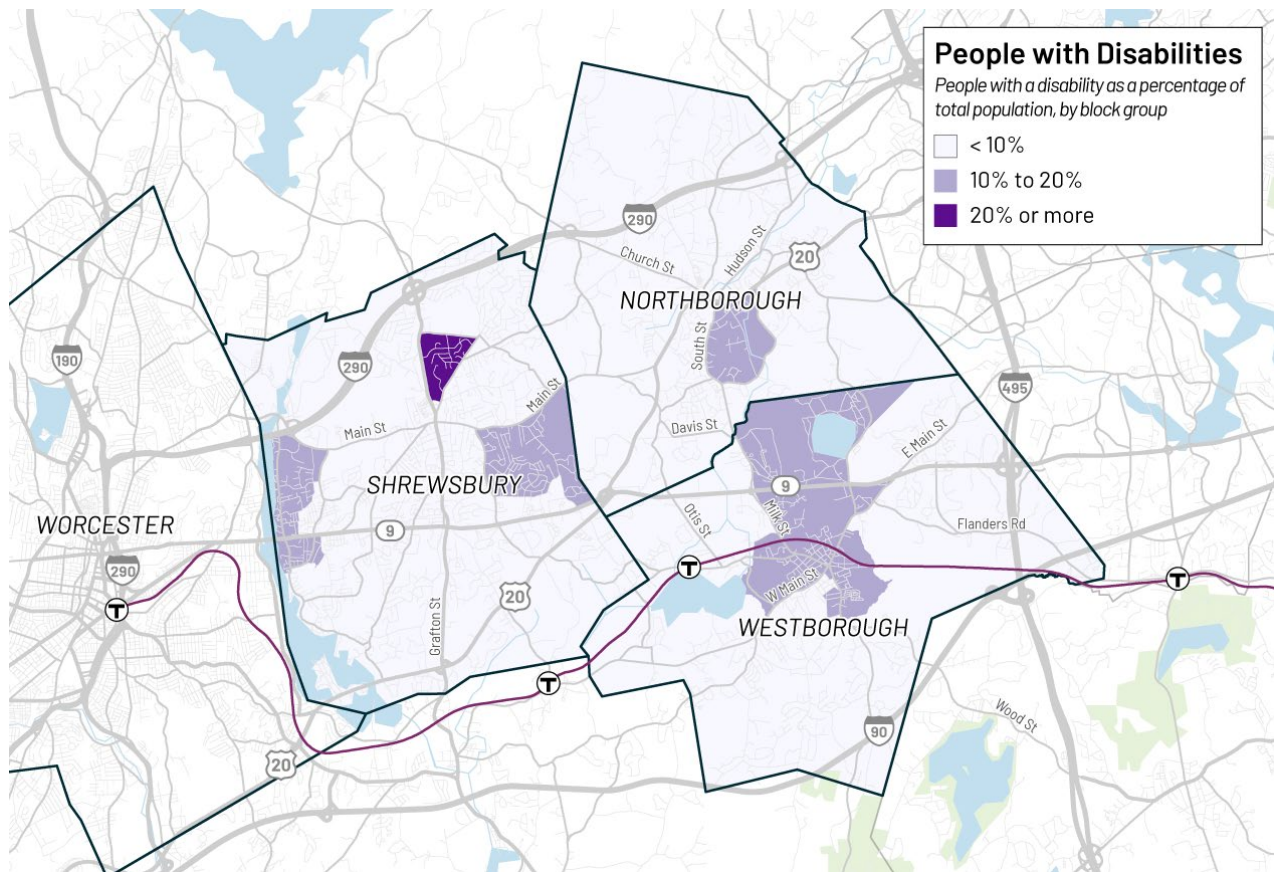 People with Disabilities
People with a disability as a percentage of
total population, by block group
< 10%
10% to 20%
20% or more
290
Church St
Hudson St
20
NORTHBOROUGH
190
290
South St
495
Main St
Main St
Davis St
E Main St
SHREWSBURY
9
WORCESTER
9
Otis St
Milk St
Flanders Rd
290
T
T
T
W Main St
20
Grafton St
WESTBOROUGH
T
Wood St
90
20